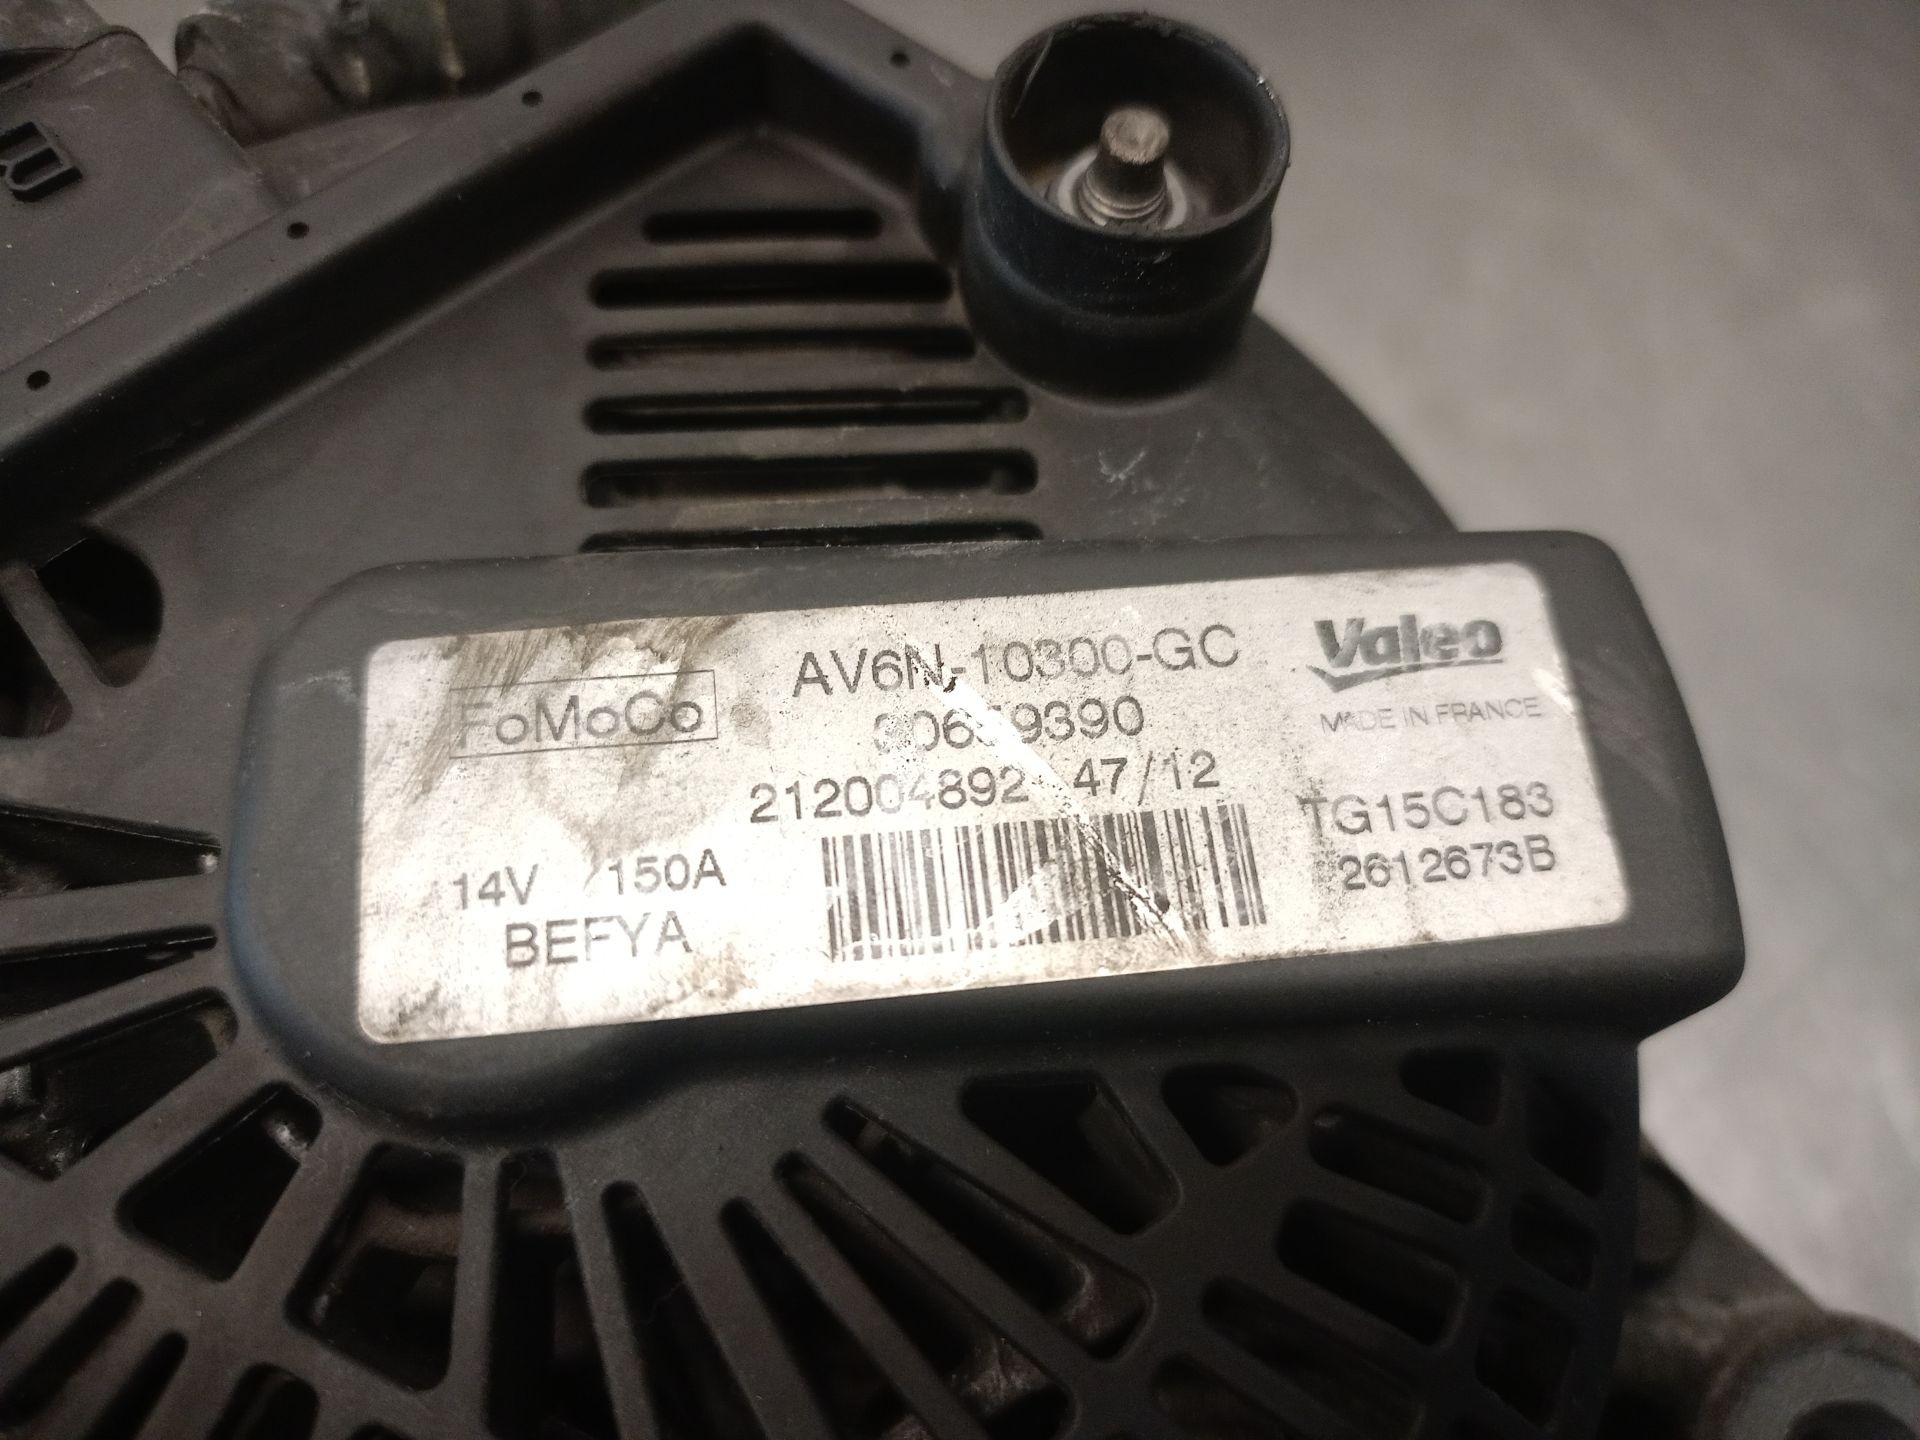 FoMoCo
AV6N-10300-GC
Valeo
MADE IN FRANCE
212004892 47/12
TG15C183
14V / 150A
2612673B
BEFYA